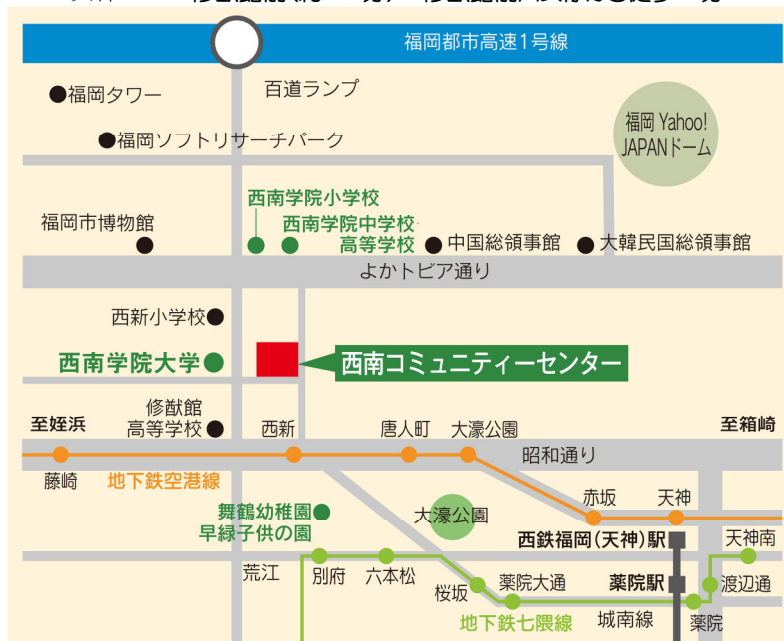 福岡都市高速1号線
百道ランプ
福岡タワー
福岡ソフトリサーチパーク
福岡 Yahoo!
JAPANドーム
西南学院小学校
西南学院中学校・
高等学校
福岡市博物館
中国総領事館
大韓民国総領事館
よかトピア通り
西新小学校
西南学院大学
西南コミュニティーセンター
修猷館
高等学校
至姪浜
西新
唐人町
大濠公園
至箱崎
昭和通り
藤崎
地下鉄空港線
赤坂
天神
舞鶴幼稚園
早緑子供の園
大濠公園
西鉄福岡(天神)駅
天神南
荒江
別府
六本松
桜坂
薬院大通
薬院駅
渡辺通
地下鉄七隈線
城南線
薬院